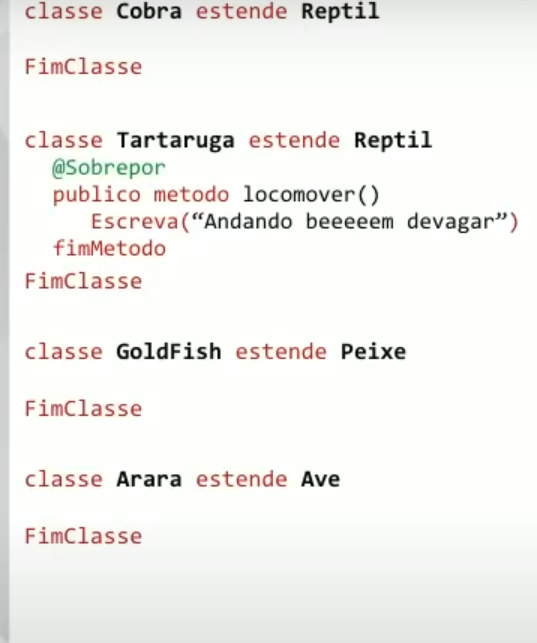 classe Cobra estende Reptil
FimClasse
classe Tartaruga estende Reptil
@Sobrepor
publico metodo locomover()
Escreva(“Andando beeeeem devagar”)
fimMetodo
FimClasse
classe GoldFish estende Peixe
FimClasse
classe Arara estende Ave
FimClasse